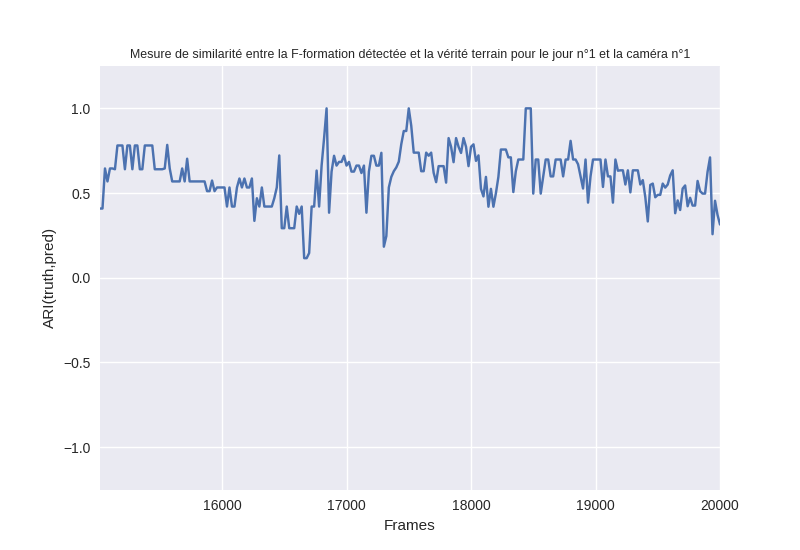 Mesure de similarité entre la F-formation détectée et la vérité terrain pour le jour n°1 et la caméra n°1
1.0
0.5
0.0
−0.5
−1.0
ARI(truth,pred)
16000 17000 18000 19000 20000
Frames